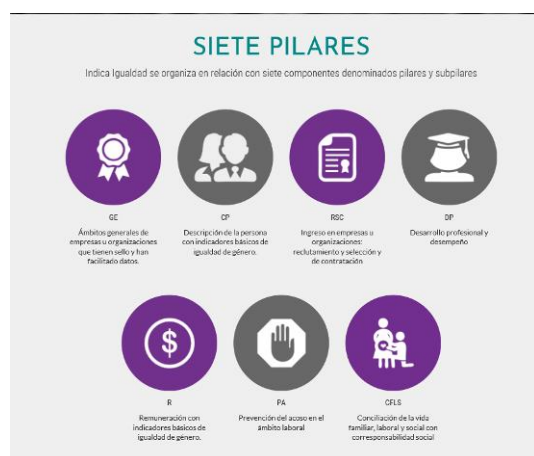 SIETE PILARES
Indica Igualdad se organiza en relación con siete componentes denominados pilares y subpilares
GE
Ámbitos generales de
empresas u organizaciones
que tienen sello y han
facilitado datos.
CP
Descripción de la persona
con indicadores básicos de
igualdad de género.
RSC
Ingreso en empresas u
organizaciones:
reclutamiento y selección y
de contratación
DP
Desarrollo profesional y
desempeño
$
R
Remuneración con
indicadores básicos de
igualdad de género.
PA
Prevención del acoso en el
ámbito laboral
CFLS
Conciliación de la vida
familiar, laboral y social con
corresponsabilidad social